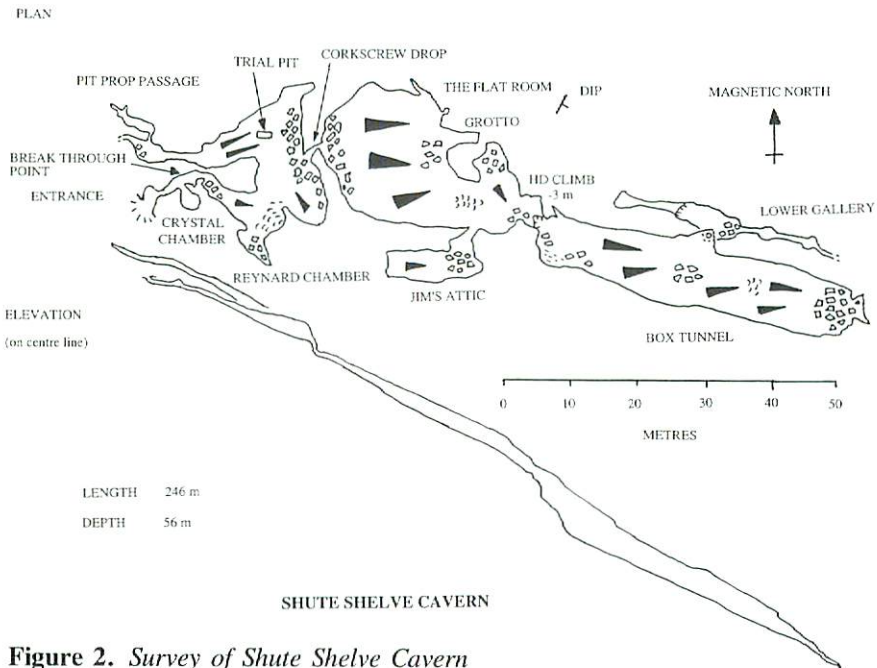 PLAN
CORKSCREW DROP
TRIAL PIT
PIT PROP PASSAGE
THE FLAT ROOM
DIP
MAGNETIC NORTH
GROTTO
BREAK THROUGH
POINT
HD CLIMB
-3 m
ENTRANCE
LOWER GALLERY
CRYSTAL
CHAMBER
REYNARD CHAMBER
JIM'S ATTIC
ELEVATION
(on centre line)
BOX TUNNEL
0 10 20 30 40 50
METRES
LENGTH 246 m
DEPTH 56 m
SHUTE SHELVE CAVERN
Figure 2. Survey of Shute Shelve Cavern